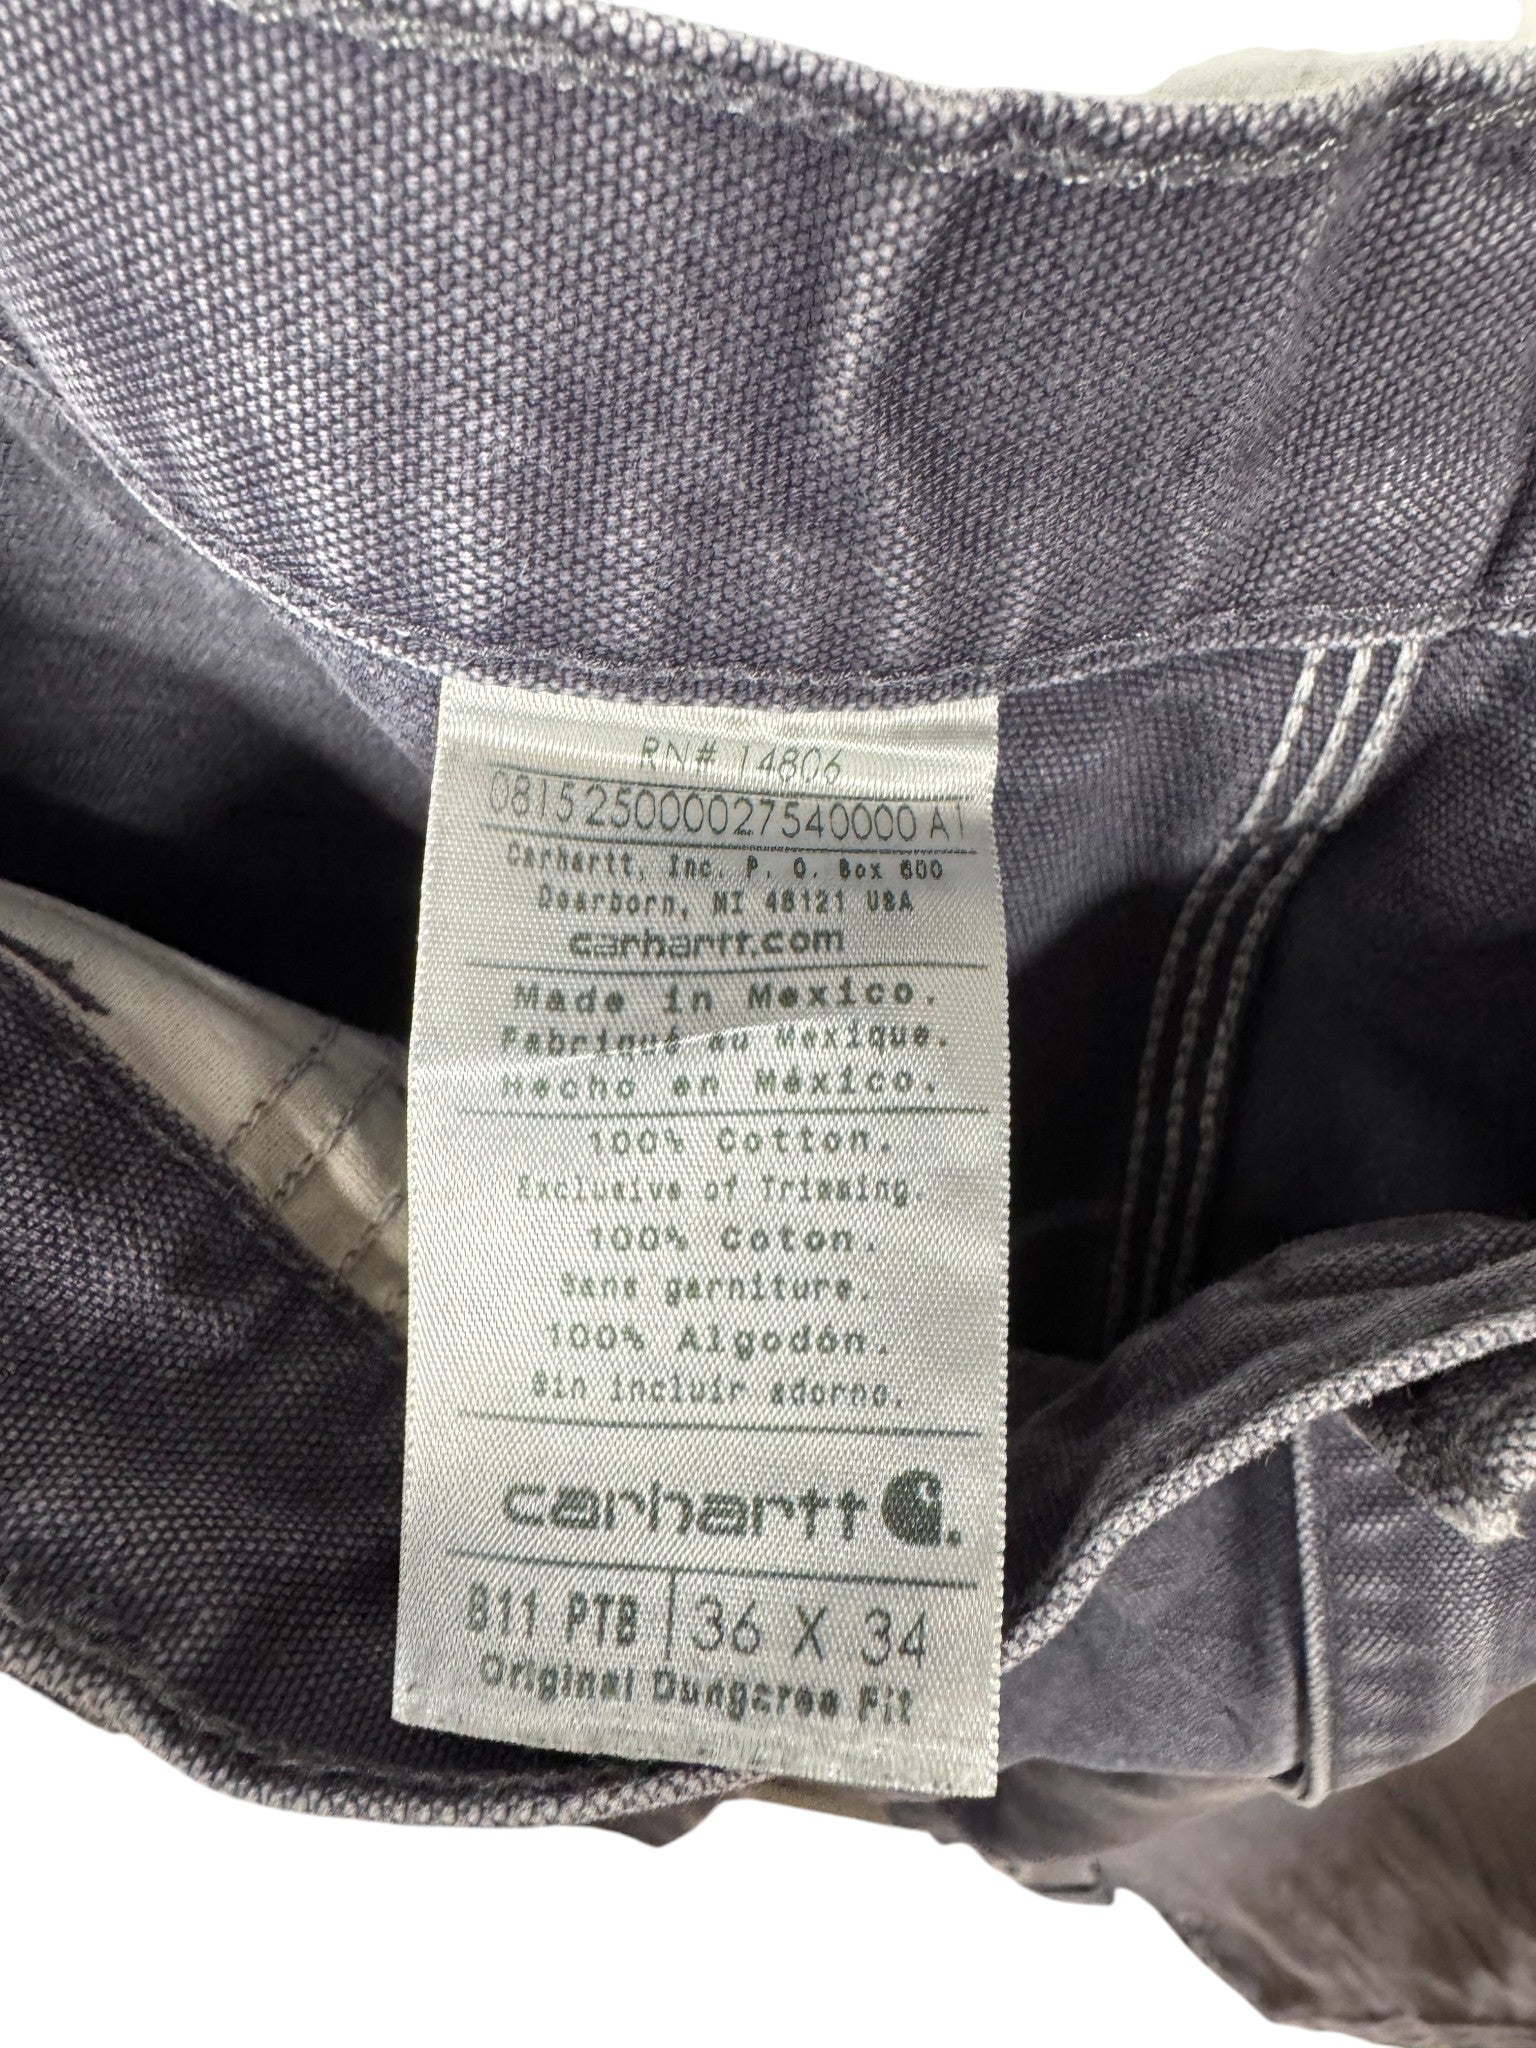 RN# 14806
0815 25000027540000 A1
Carhartt, Inc. P. O. Box 600
Dearborn, MI 48121 USA
carhartt.com
Made in Mexico.
Fabriqué au Mexique.
Hecho en México.
100% Cotton.
Exclusive of Trimming.
100% Coton.
Sans garniture.
100% Algodón.
Sin incluir adorno.
carhartt
B11 PTB 36 X 34
Original Dungaree Fit